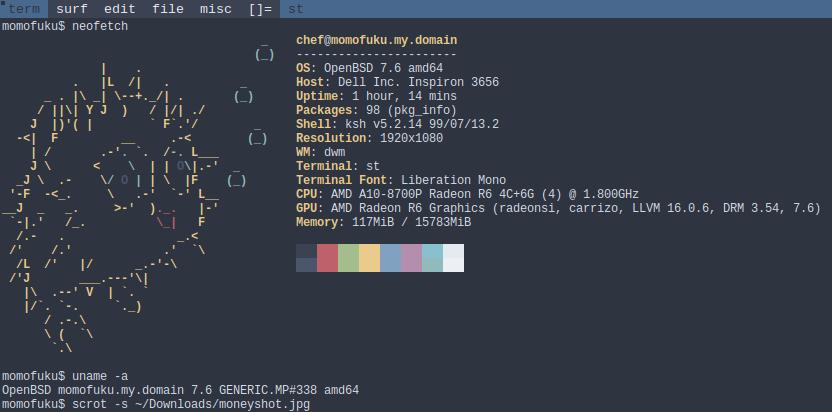 term surf edit file misc []= st
momofuku$ neofetch
chef@momofuku.my.domain
-----------------------
OS: OpenBSD 7.6 amd64
Host: Dell Inc. Inspiron 3656
Uptime: 1 hour, 14 mins
Packages: 98 (pkg_info)
Shell: ksh v5.2.14 99/07/13.2
Resolution: 1920x1080
WM: dwm
Terminal: st
Terminal Font: Liberation Mono
CPU: AMD A10-8700P Radeon R6 4C+6G (4) @ 1.800GHz
GPU: AMD Radeon R6 Graphics (radeonsi, carrizo, LLVM 16.0.6, DRM 3.54, 7.6)
Memory: 117MiB / 15783MiB
momofuku$ uname -a
OpenBSD momofuku.my.domain 7.6 GENERIC.MP#338 amd64
momofuku$ scrot -s ~/Downloads/moneyshot.jpg